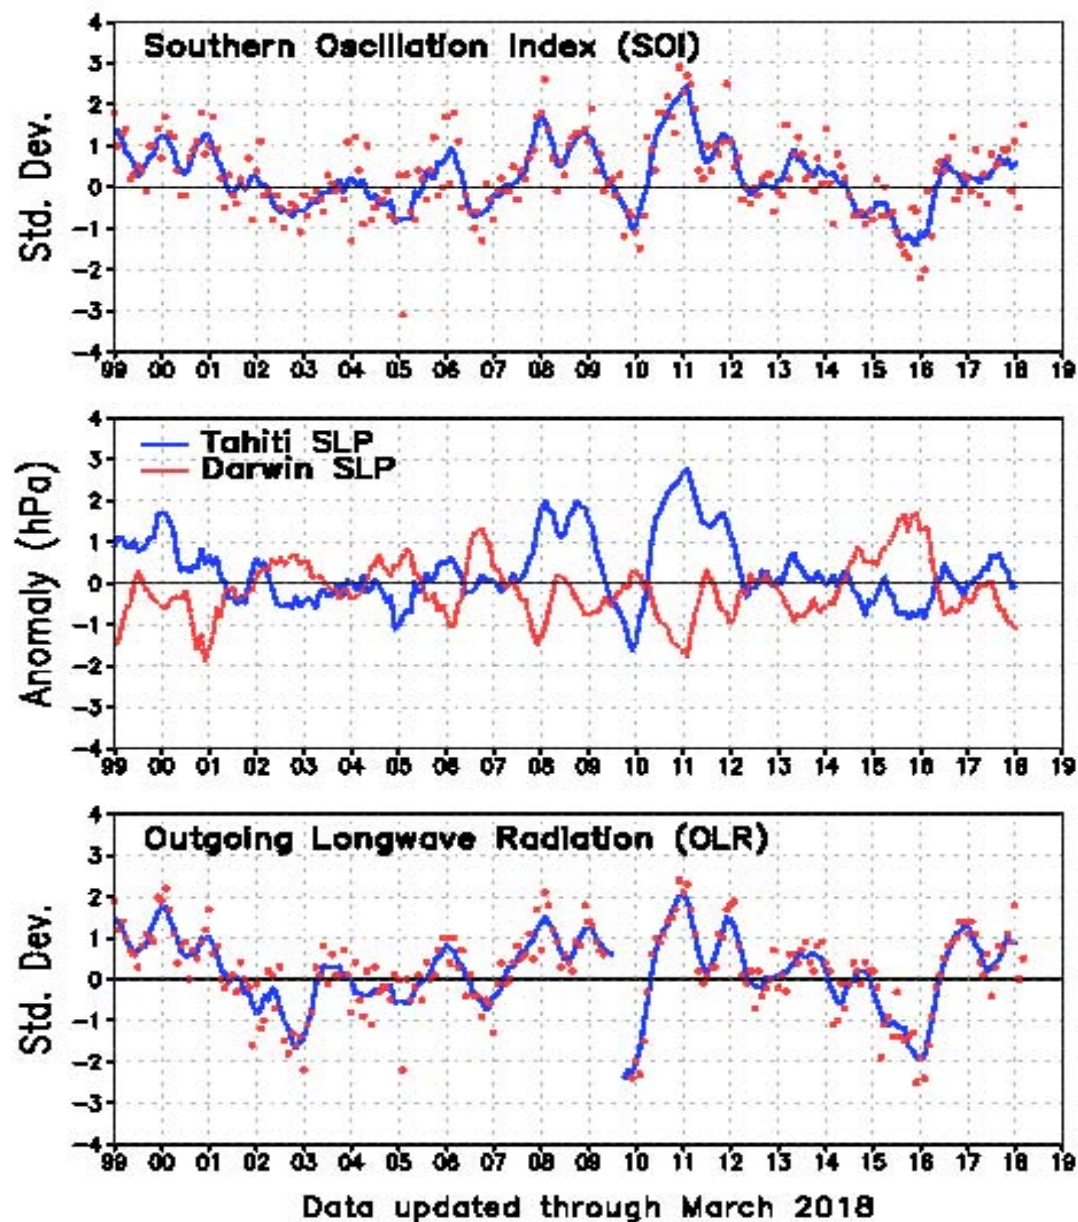 Southern Oscillation Index (SOI)
Std. Dev.
4
3
2
1
0
-1
-2
-3
-4
99 00 01 02 03 04 05 06 07 08 09 10 11 12 13 14 15 16 17 18 19
Tahiti SLP
Darwin SLP
Anomaly (hPa)
4
3
2
1
0
-1
-2
-3
-4
99 00 01 02 03 04 05 06 07 08 09 10 11 12 13 14 15 16 17 18 19
Outgoing Longwave Radiation (OLR)
Std. Dev.
4
3
2
1
0
-1
-2
-3
-4
99 00 01 02 03 04 05 06 07 08 09 10 11 12 13 14 15 16 17 18 19
Data updated through March 2018